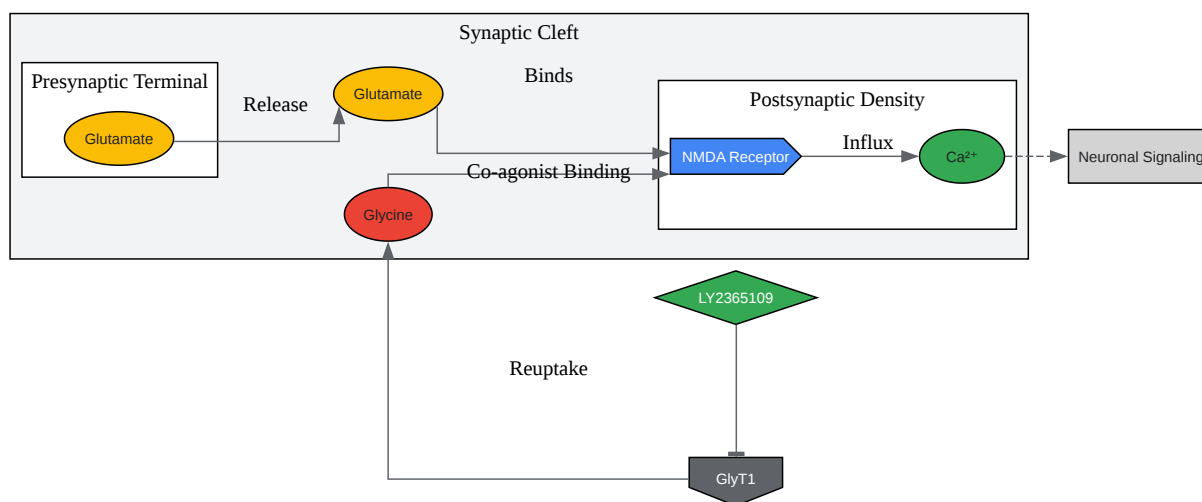 Synaptic Cleft
Presynaptic Terminal
Glutamate
Release
Glutamate
Binds
Postsynaptic Density
NMDA Receptor
Influx
Ca²⁺
Neuronal Signaling
Co-agonist Binding
Glycine
LY2365109
Reuptake
GlyT1